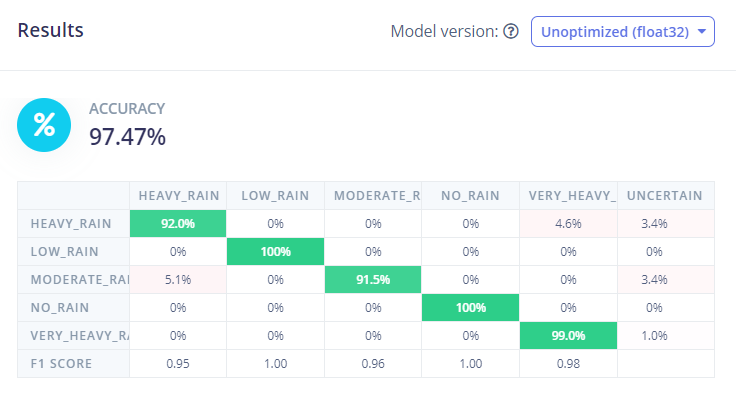 Results
Model version: Unoptimized (float32)
%
ACCURACY
97.47%
HEAVY_RAIN LOW_RAIN MODERATE_R NO_RAIN VERY_HEAVY_ UNCERTAIN
HEAVY_RAIN 92.0% 0% 0% 0% 4.6% 3.4%
LOW_RAIN 0% 100% 0% 0% 0% 0%
MODERATE_RAI 5.1% 0% 91.5% 0% 0% 3.4%
NO_RAIN 0% 0% 0% 100% 0% 0%
VERY_HEAVY_RA 0% 0% 0% 0% 99.0% 1.0%
F1 SCORE 0.95 1.00 0.96 1.00 0.98